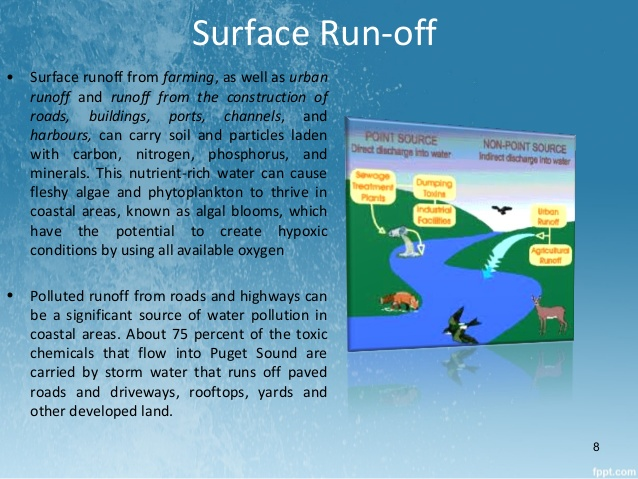 Surface Run-off
• Surface runoff from farming, as well as urban
runoff and runoff from the construction of
roads, buildings, ports, channels, and
harbours, can carry soil and particles laden
with carbon, nitrogen, phosphorus, and
minerals. This nutrient-rich water can cause
fleshy algae and phytoplankton to thrive in
coastal areas, known as algal blooms, which
have the potential to create hypoxic
conditions by using all available oxygen
• Polluted runoff from roads and highways can
be a significant source of water pollution in
coastal areas. About 75 percent of the toxic
chemicals that flow into Puget Sound are
carried by storm water that runs off paved
roads and driveways, rooftops, yards and
other developed land.
POINT SOURCE
Direct discharge into water
NON-POINT SOURCE
Indirect discharge into water
Sewage
Treatment
Plants
Dumping
Toxins
Industrial
Facilities
Urban
Runoff
Agricultural
Runoff
8
fppt.com